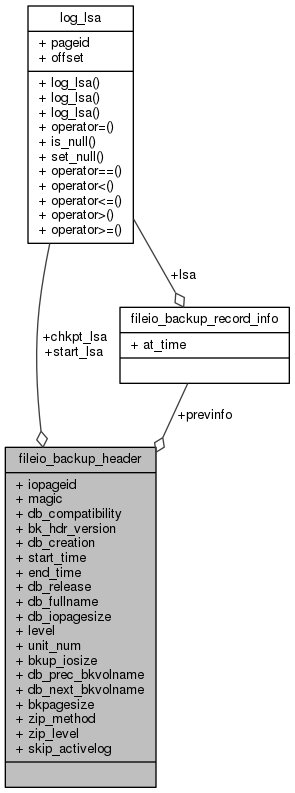 log_lsa
+ pageid
+ offset
+ log_lsa()
+ log_lsa()
+ log_lsa()
+ operator=()
+ is_null()
+ set_null()
+ operator==()
+ operator<()
+ operator<=()
+ operator>()
+ operator>=()
+lsa
fileio_backup_record_info
+ at_time
+chkpt_lsa
+start_lsa
+previnfo
fileio_backup_header
+ iopageid
+ magic
+ db_compatibility
+ bk_hdr_version
+ db_creation
+ start_time
+ end_time
+ db_release
+ db_fullname
+ db_iopagesize
+ level
+ unit_num
+ bkup_iosize
+ db_prec_bkvolname
+ db_next_bkvolname
+ bkpagesize
+ zip_method
+ zip_level
+ skip_activelog